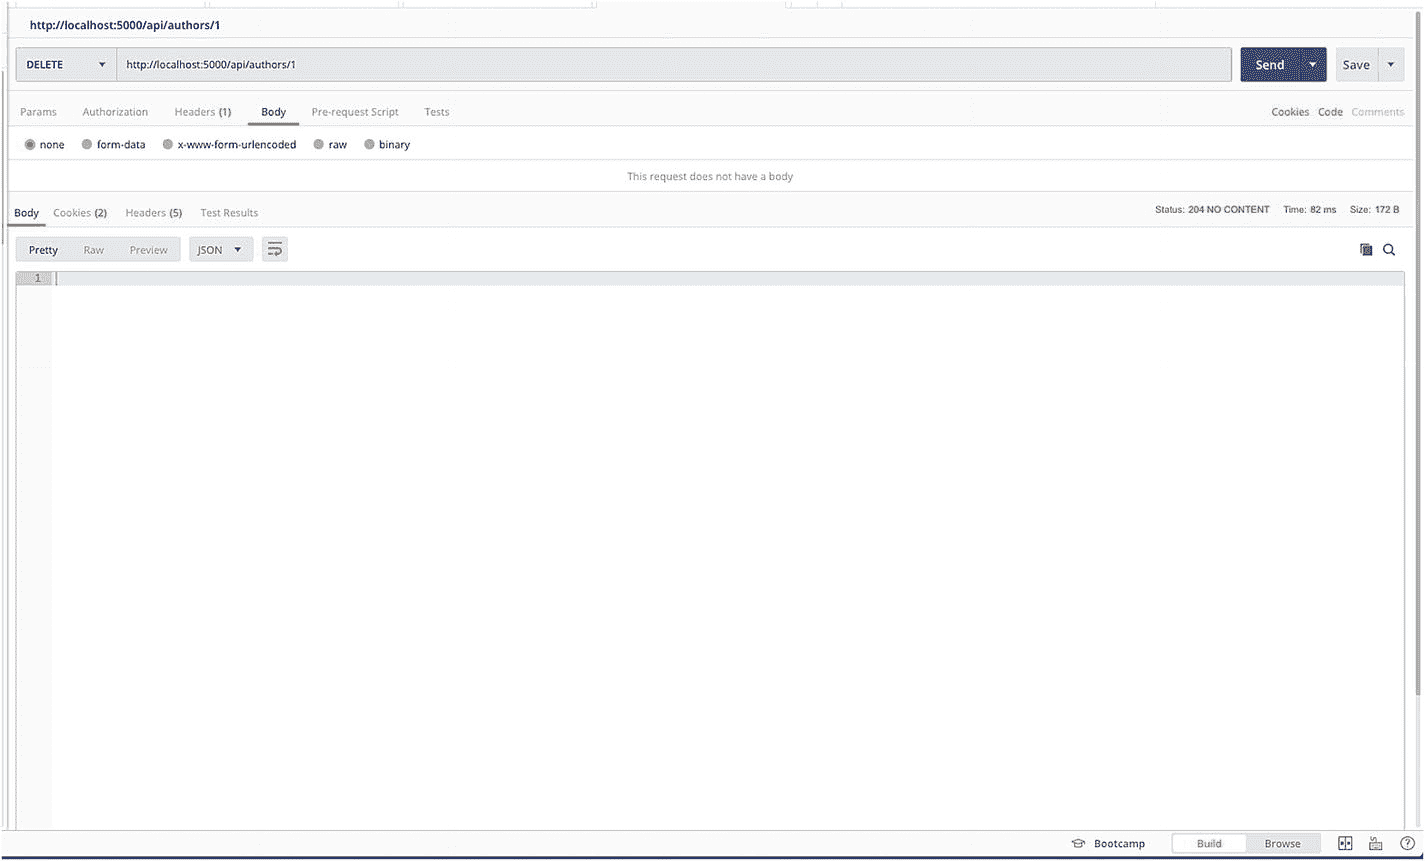 http://localhost:5000/api/authors/1
DELETE http://localhost:5000/api/authors/1 Send Save
Params Authorization Headers (1) Body Pre-request Script Tests Cookies Code Comments
none form-data x-www-form-urlencoded raw binary
This request does not have a body
Body Cookies (2) Headers (5) Test Results Status: 204 NO CONTENT Time: 82 ms Size: 172 B
Pretty Raw Preview JSON
1
Bootcamp Build Browse